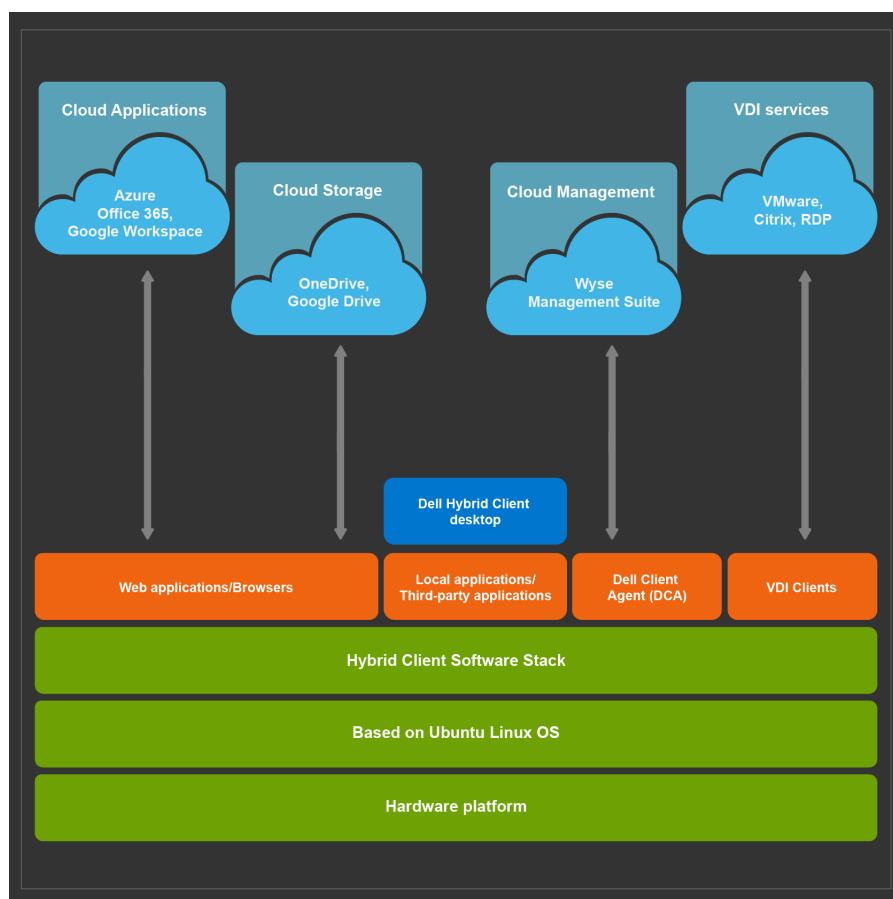 Cloud Applications
Azure
Office 365,
Google Workspace
Cloud Storage
OneDrive,
Google Drive
Cloud Management
Wyse
Management Suite
VDI services
VMware,
Citrix, RDP
Dell Hybrid Client
desktop
Web applications/Browsers
Local applications/
Third-party applications
Dell Client
Agent (DCA)
VDI Clients
Hybrid Client Software Stack
Based on Ubuntu Linux OS
Hardware platform